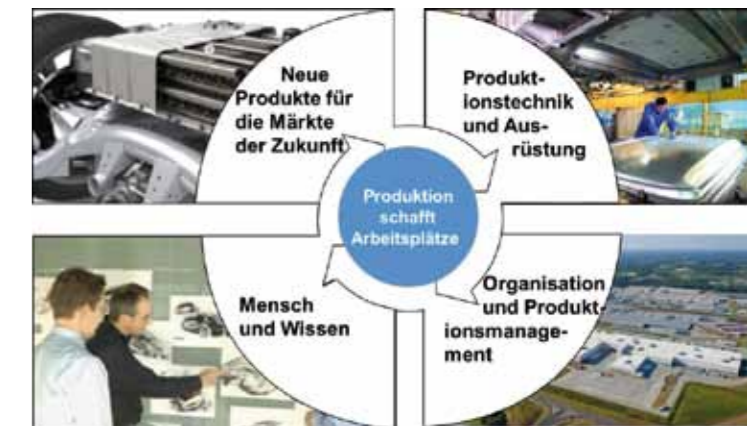 Neue
Produkte für
die Märkte
der Zukunft
Produkt-
ionstechnik
und Aus-
rüstung
Produktion
schafft
Arbeitsplätze
Mensch
und Wissen
Organisation
und Produkt-
ionsmanage-
ment